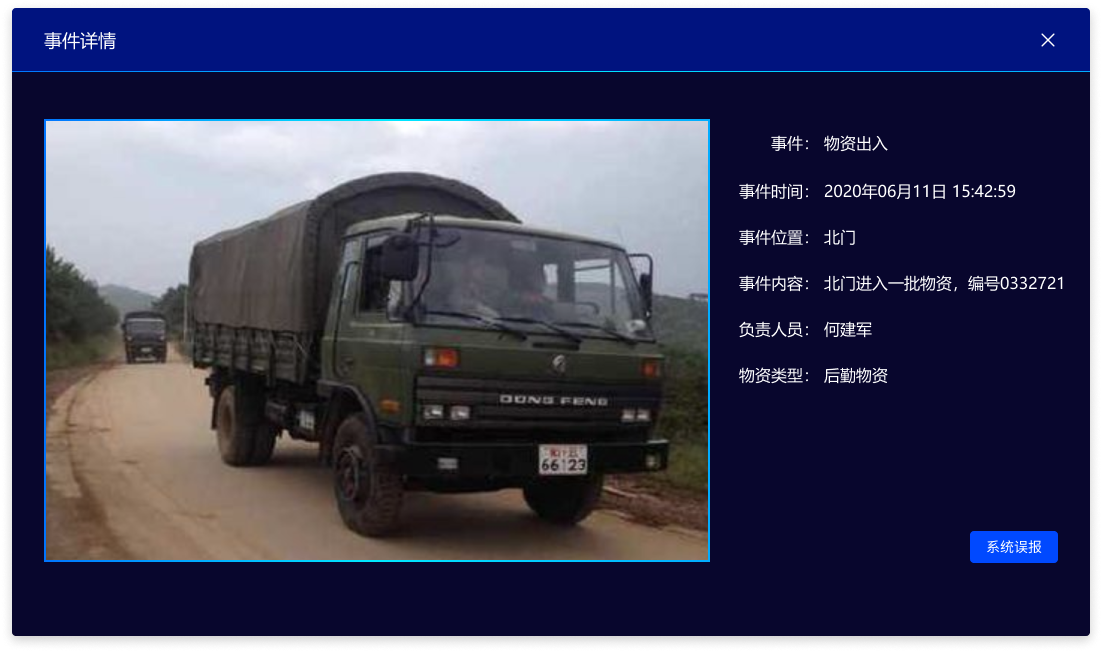 事件详情
事件： 物资出入
事件时间： 2020年06月11日 15:42:59
事件位置： 北门
事件内容： 北门进入一批物资，编号0332721
负责人员： 何建军
物资类型： 后勤物资
DONG FENG
66123
系统误报